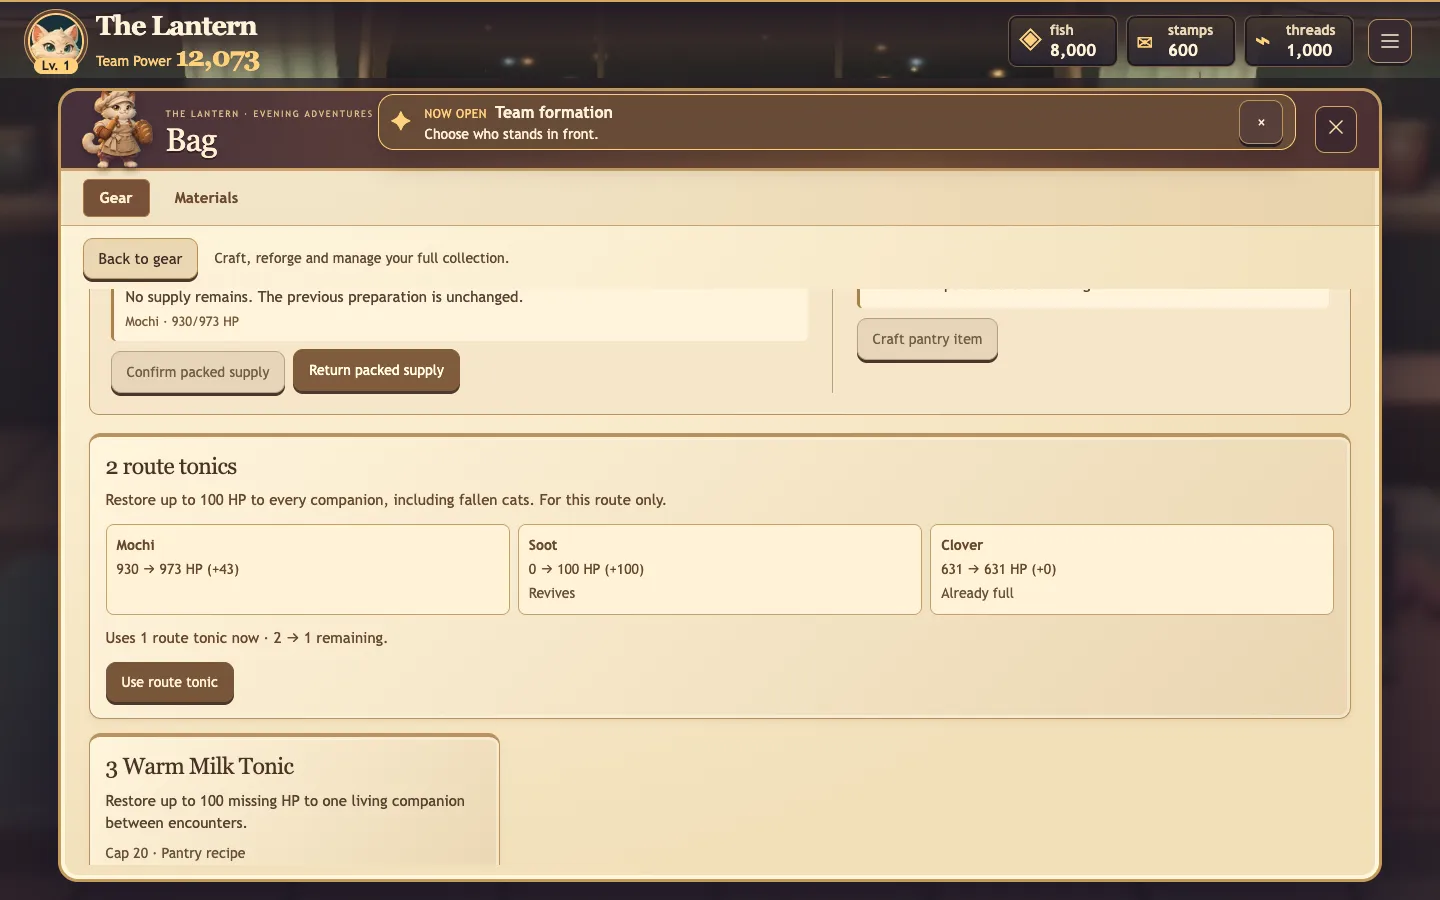 The Lantern
Team Power 12,073
Lv. 1
fish
8,000
stamps
600
threads
1,000
THE LANTERN · EVENING ADVENTURES
Bag
NOW OPEN Team formation
Choose who stands in front.
×
Gear
Materials
Back to gear
Craft, reforge and manage your full collection.
No supply remains. The previous preparation is unchanged.
Mochi · 930/973 HP
Confirm packed supply
Return packed supply
Craft pantry item
2 route tonics
Restore up to 100 HP to every companion, including fallen cats. For this route only.
Mochi
930 → 973 HP (+43)
Soot
0 → 100 HP (+100)
Revives
Clover
631 → 631 HP (+0)
Already full
Uses 1 route tonic now · 2 → 1 remaining.
Use route tonic
3 Warm Milk Tonic
Restore up to 100 missing HP to one living companion
between encounters.
Cap 20 · Pantry recipe